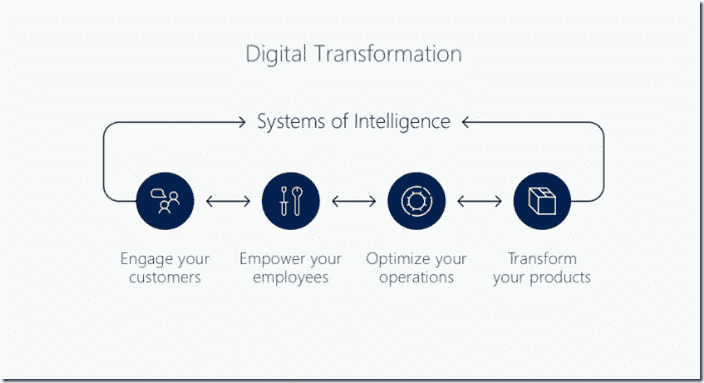 Digital Transformation
Systems of Intelligence
Engage your
customers
Empower your
employees
Optimize your
operations
Transform
your products